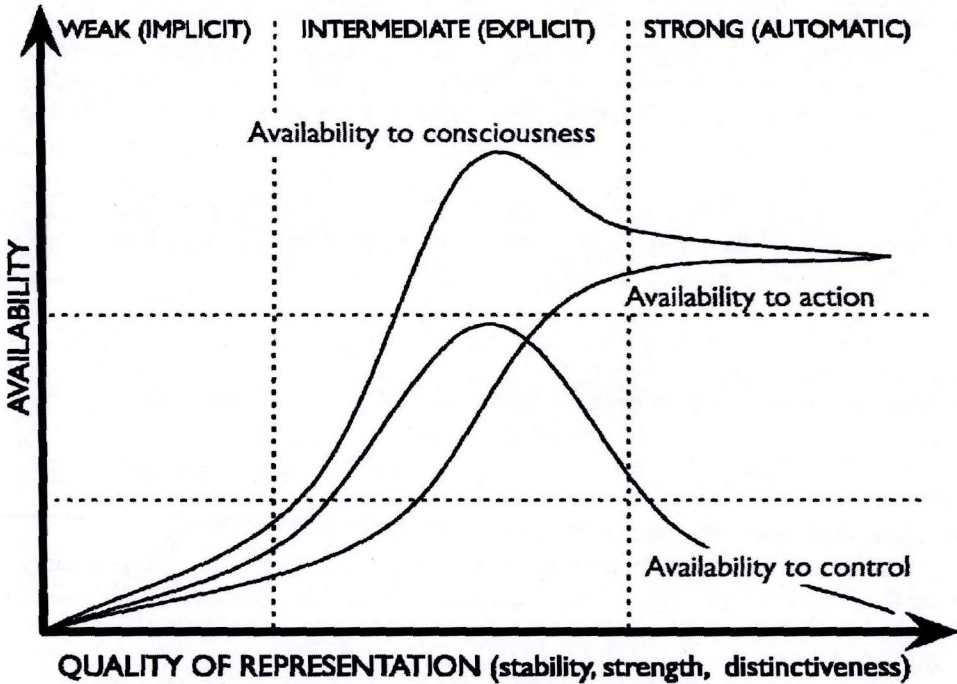 WEAK (IMPLICIT) INTERMEDIATE (EXPLICIT) STRONG (AUTOMATIC)
Availability to consciousness
AVAILABILITY
Availability to action
Availability to control
QUALITY OF REPRESENTATION (stability, strength, distinctiveness)